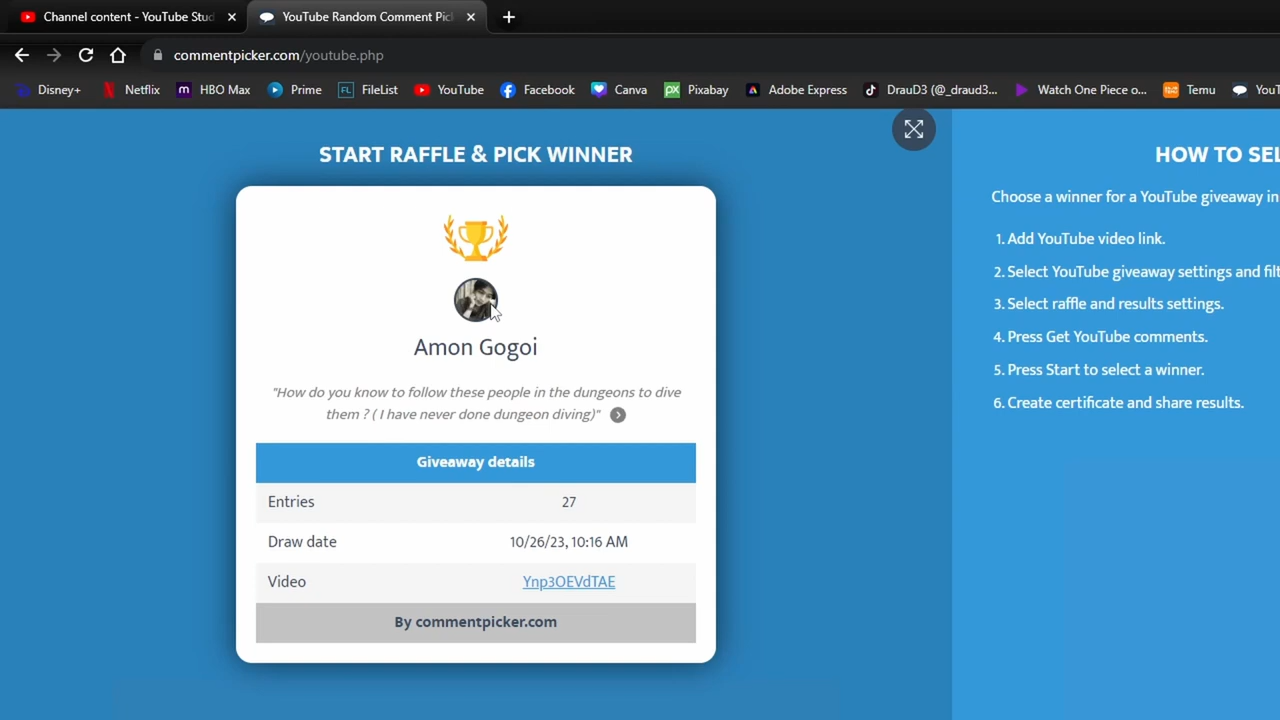 Channel content - YouTube Stud
YouTube Random Comment Pic
commentpicker.com/youtube.php
Disney+
Netflix
HBO Max
Prime
FL
FileList
YouTube
Facebook
Canva
px
Pixabay
Adobe Express
DrauD3 (@_draud3...
Watch One Piece o...
Temu
YouT
START RAFFLE & PICK WINNER
Amon Gogoi
"How do you know to follow these people in the dungeons to dive
them ? ( I have never done dungeon diving)"
Giveaway details
Entries 27
Draw date 10/26/23, 10:16 AM
Video Ynp3OEVdTAE
By commentpicker.com
HOW TO SEL
Choose a winner for a YouTube giveaway in
1. Add YouTube video link.
2. Select YouTube giveaway settings and filt
3. Select raffle and results settings.
4. Press Get YouTube comments.
5. Press Start to select a winner.
6. Create certificate and share results.